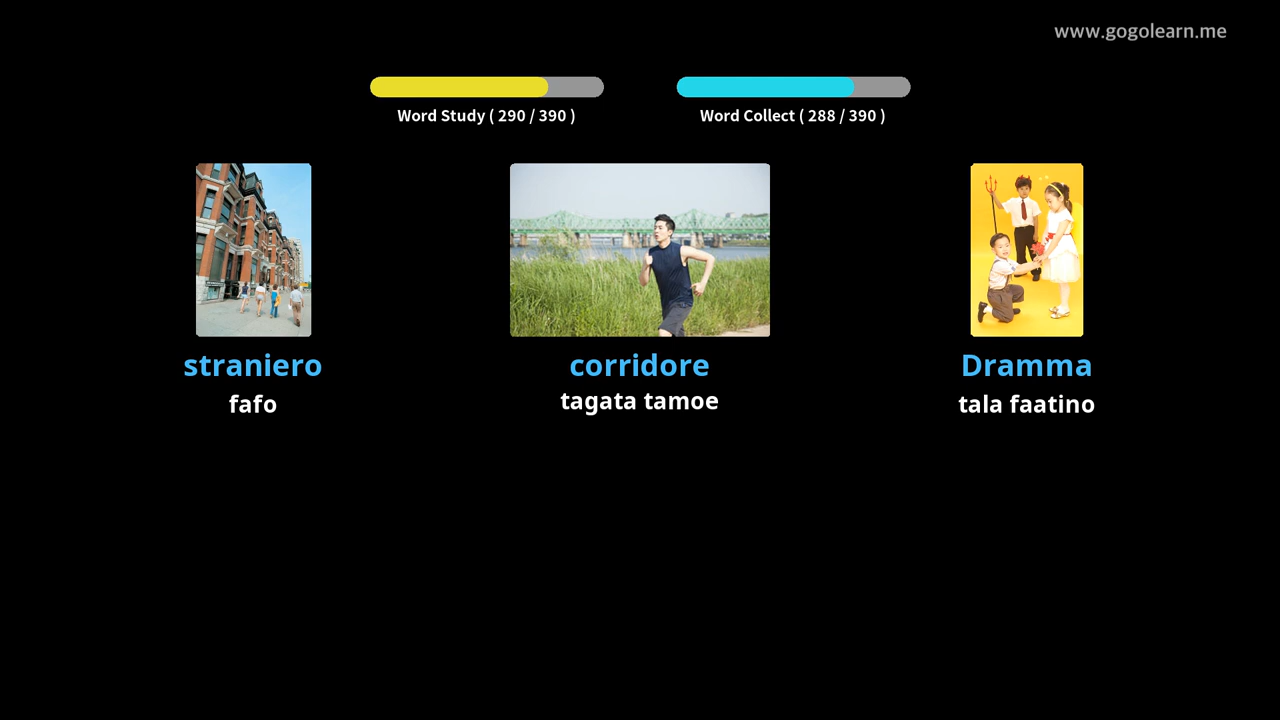 www.gogolearn.me
Word Study ( 290 / 390 )
Word Collect ( 288 / 390 )
straniero
fafo
corridore
tagata tamoe
Dramma
tala faatino